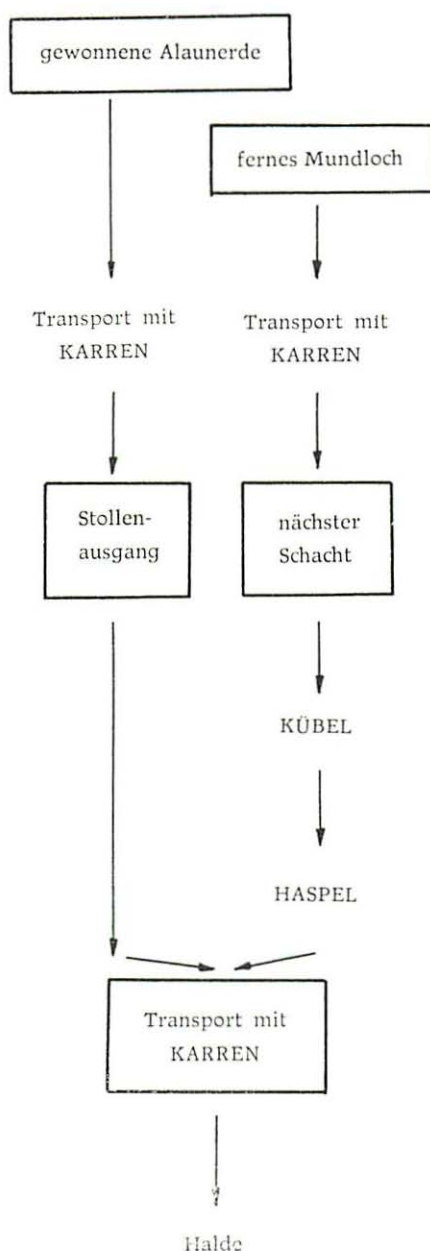 gewonnene Alaunerde
fernes Mundloch
Transport mit
KARREN
Transport mit
KARREN
Stollen-
ausgang
nächster
Schacht
KÜBEL
HASPEL
Transport mit
KARREN
Halde